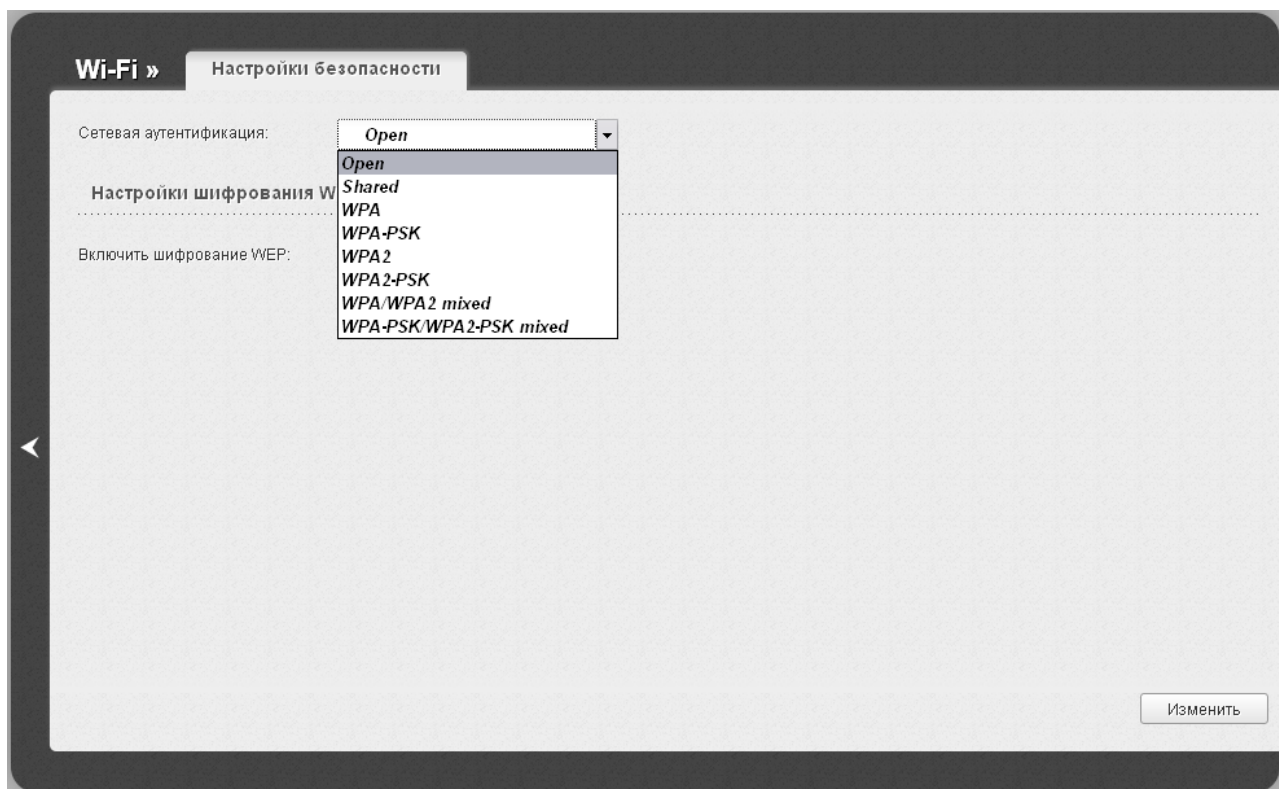 Wi-Fi » Настройки безопасности
Сетевая аутентификация: Open
Open
Настройки шифрования W
Shared
WPA
WPA-PSK
Включить шифрование WEP:
WPA2
WPA2-PSK
WPA/WPA2 mixed
WPA-PSK/WPA2-PSK mixed
Изменить